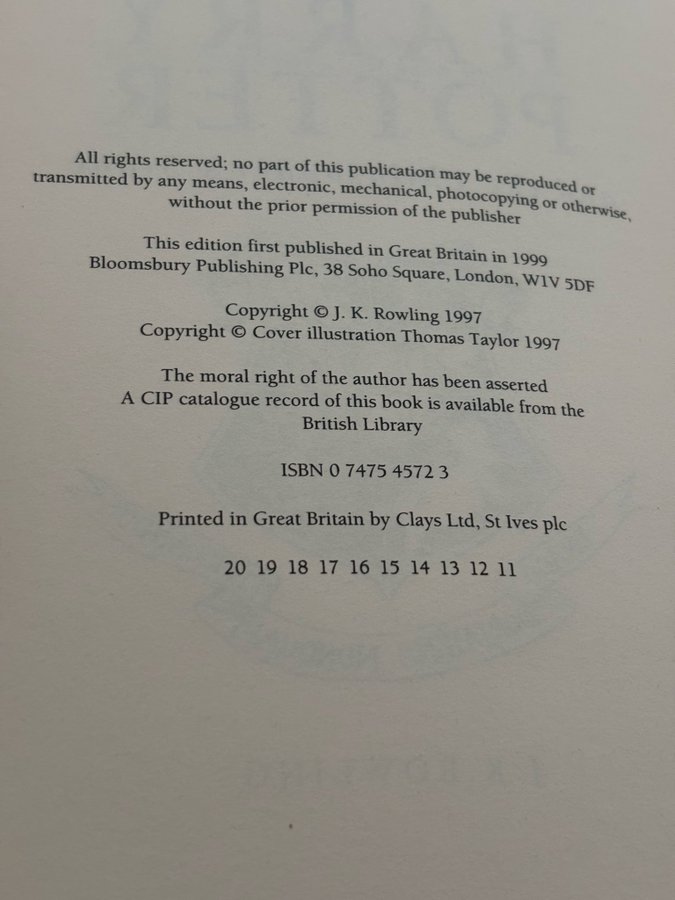 All rights reserved; no part of this publication may be reproduced or
transmitted by any means, electronic, mechanical, photocopying or otherwise,
without the prior permission of the publisher
This edition first published in Great Britain in 1999
Bloomsbury Publishing Plc, 38 Soho Square, London, W1V 5DF
Copyright © J. K. Rowling 1997
Copyright © Cover illustration Thomas Taylor 1997
The moral right of the author has been asserted
A CIP catalogue record of this book is available from the
British Library
ISBN 0 7475 4572 3
Printed in Great Britain by Clays Ltd, St Ives plc
20 19 18 17 16 15 14 13 12 11